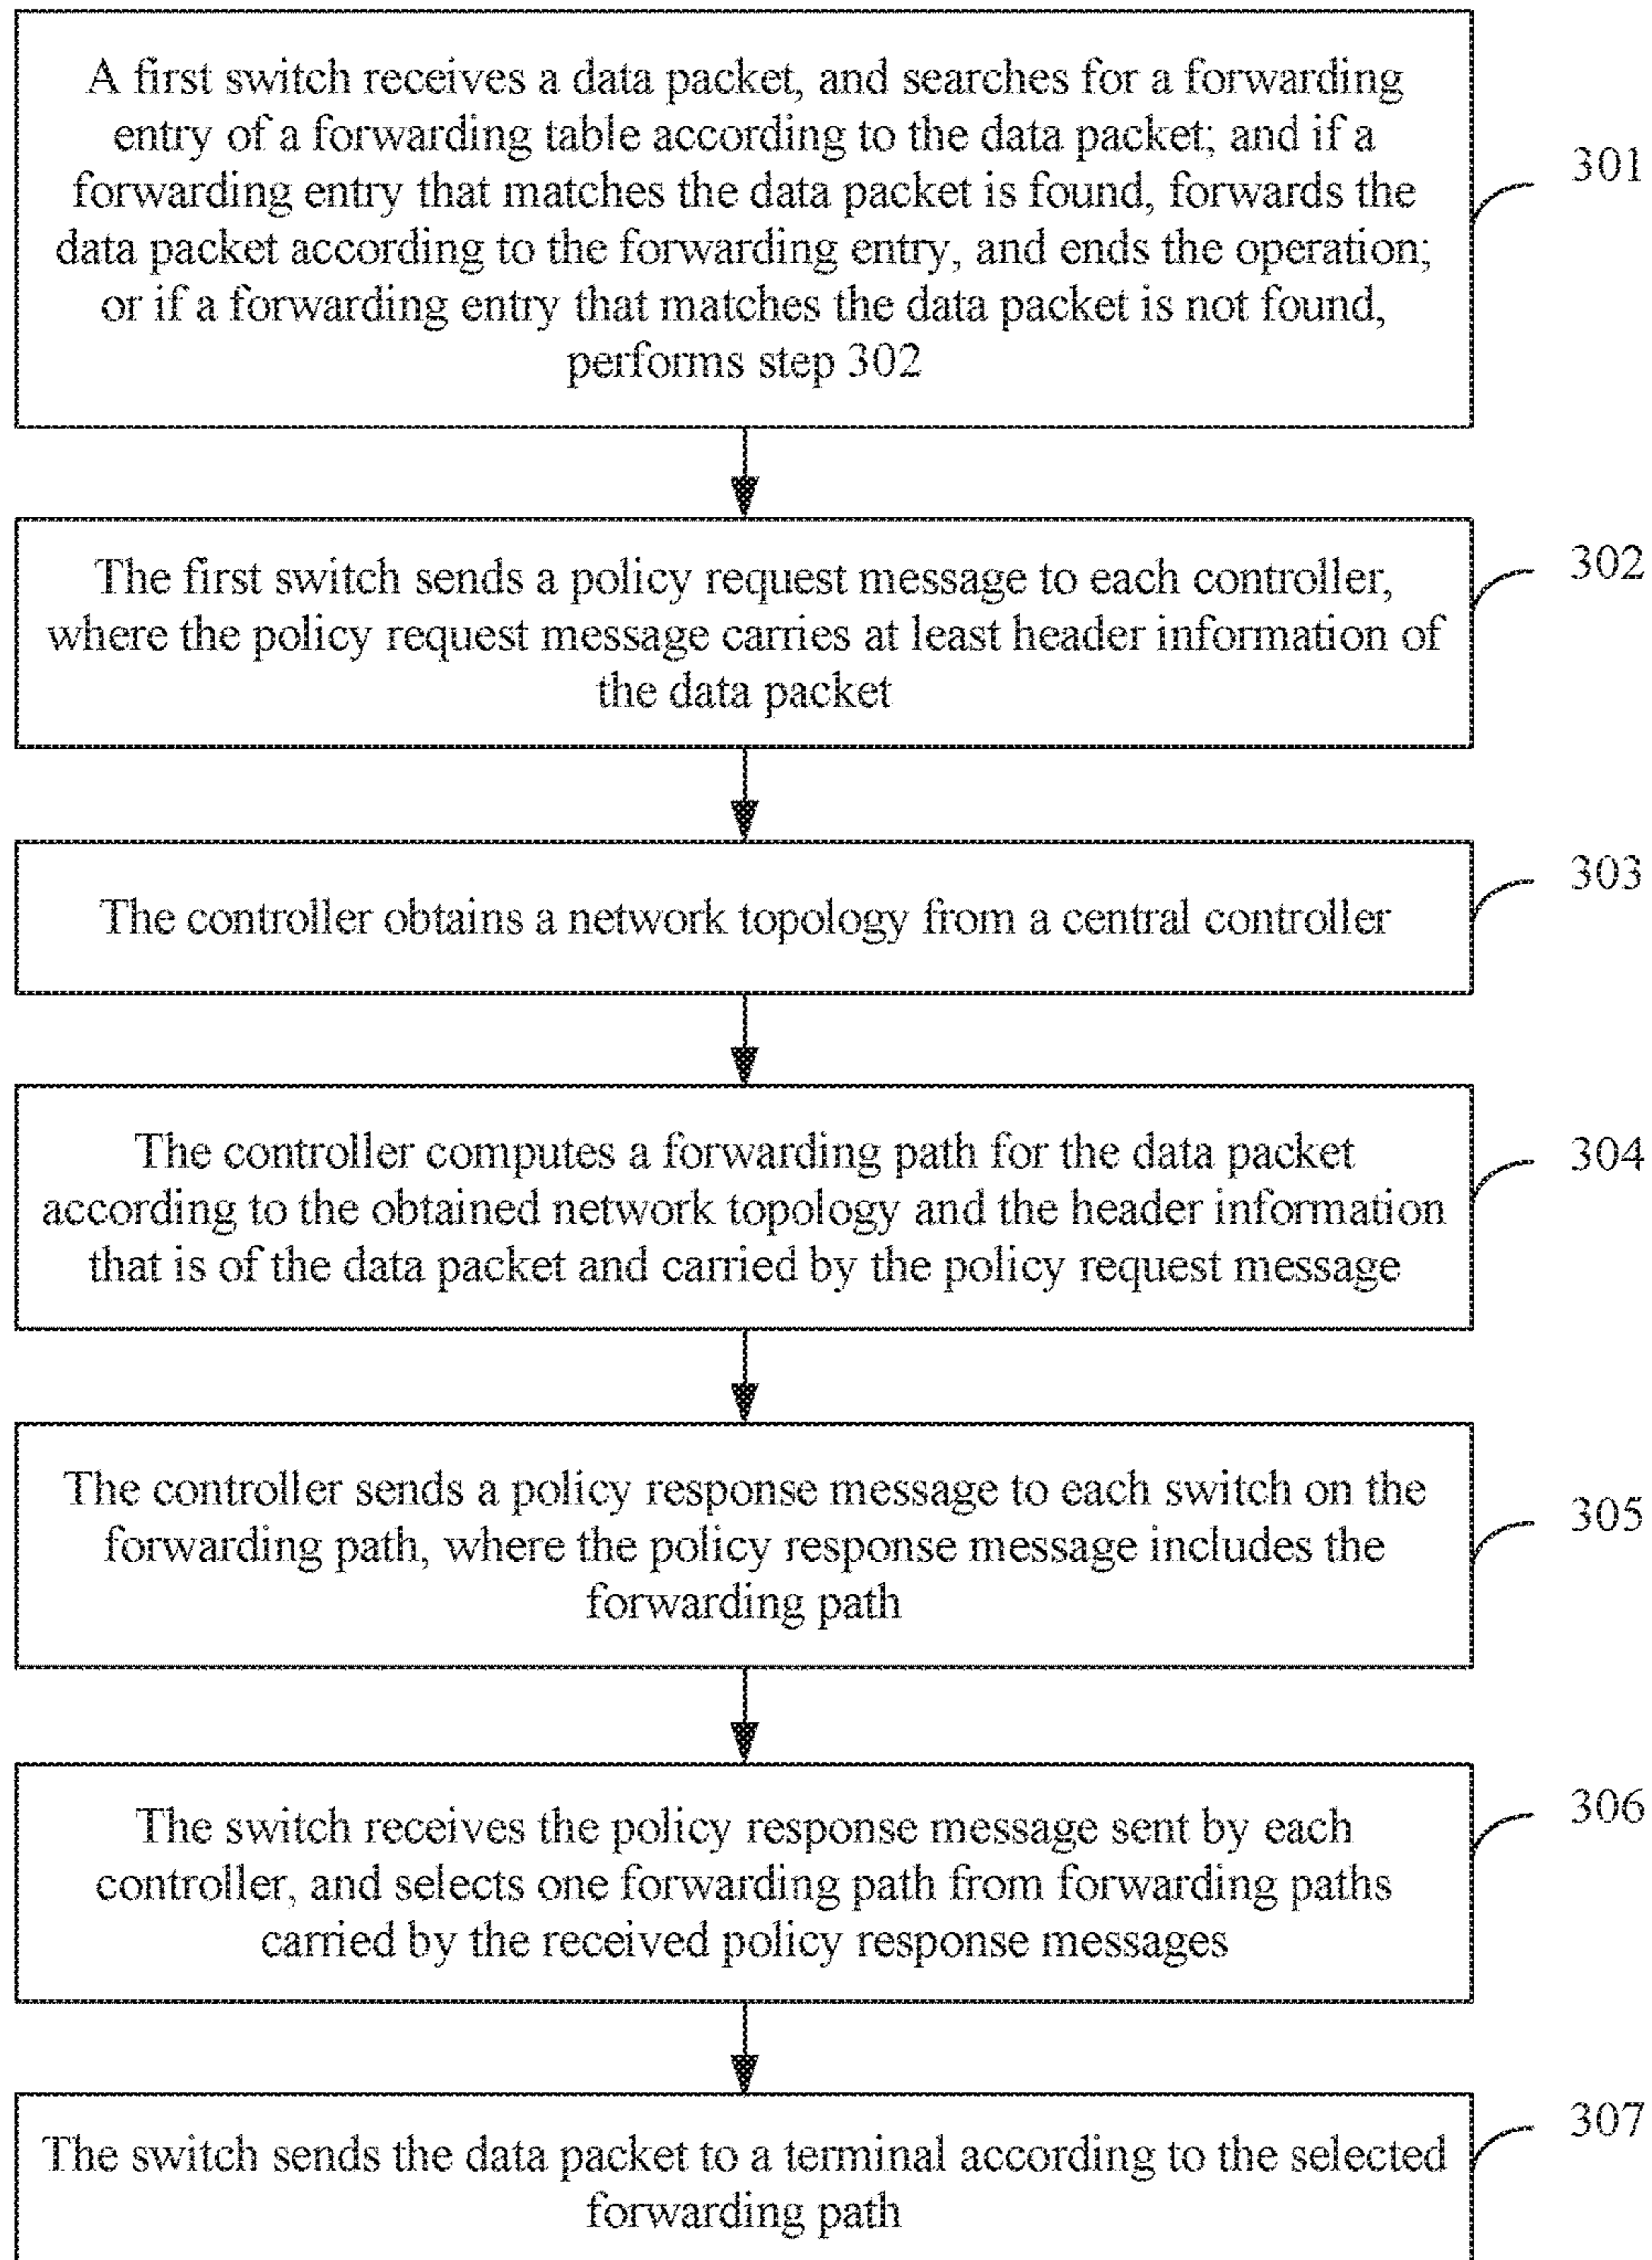 A first switch receives a data packet, and searches for a forwarding
entry of a forwarding table according to the data packet; and if a
forwarding entry that matches the data packet is found, forwards the
data packet according to the forwarding entry, and ends the operation;
or if a forwarding entry that matches the data packet is not found,
performs step 302
301
The first switch sends a policy request message to each controller,
where the policy request message carries at least header information of
the data packet
302
The controller obtains a network topology from a central controller
303
The controller computes a forwarding path for the data packet
according to the obtained network topology and the header information
that is of the data packet and carried by the policy request message
304
The controller sends a policy response message to each switch on the
forwarding path, where the policy response message includes the
forwarding path
305
The switch receives the policy response message sent by each
controller, and selects one forwarding path from forwarding paths
carried by the received policy response messages
306
The switch sends the data packet to a terminal according to the selected
forwarding path
307